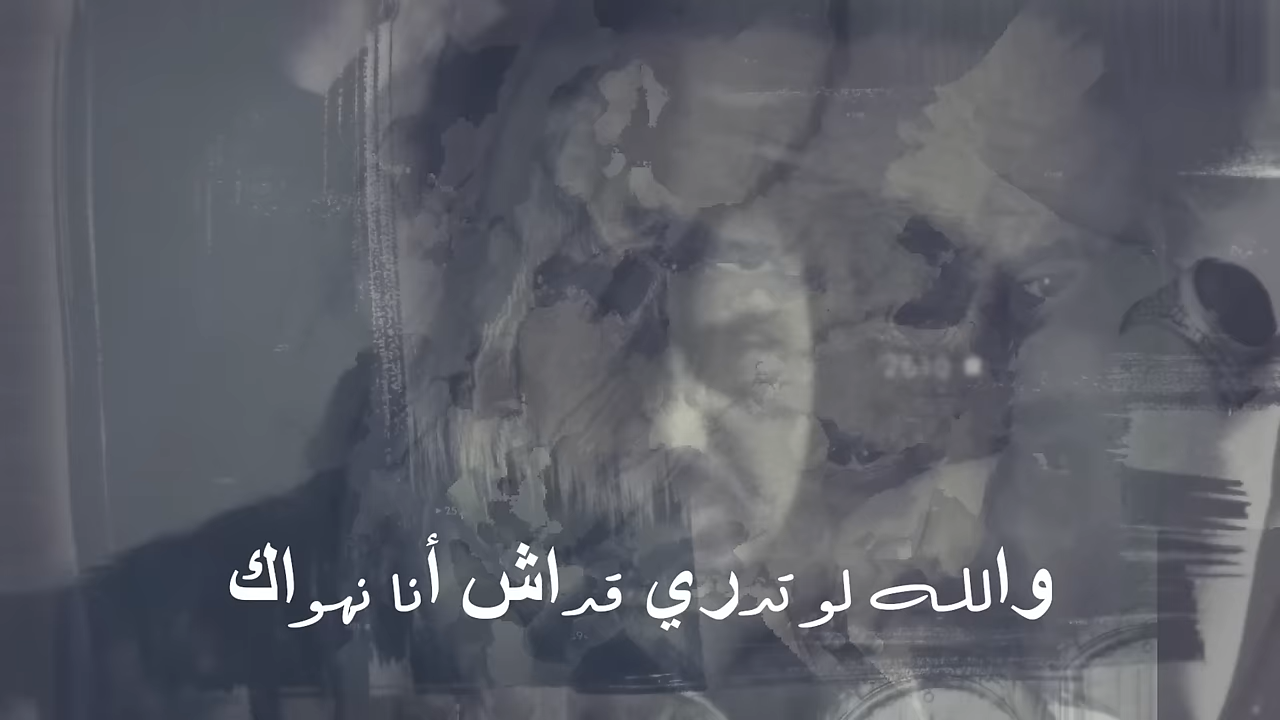 والله لو تدري قداش أنا نهواك